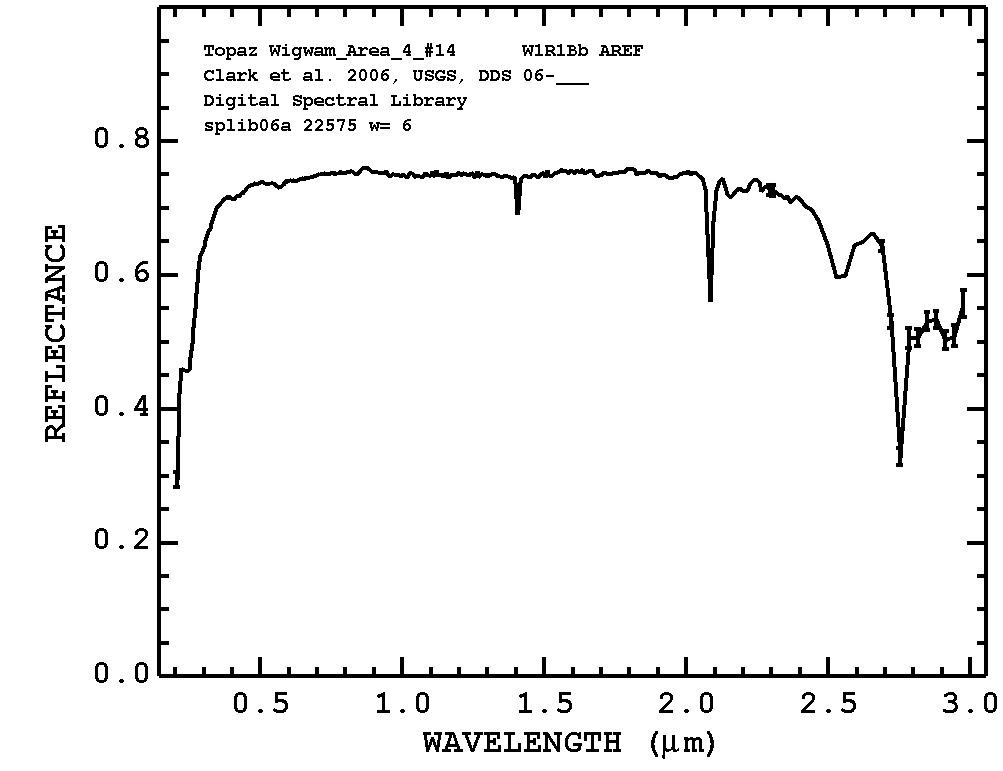 Topaz Wigwam_Area_4_#14 W1R1Bb AREF
Clark et al. 2006, USGS, DDS 06-___
Digital Spectral Library
splib06a 22575 w= 6
0.8
0.6
0.4
0.2
0.0
REFLECTANCE
0.5 1.0 1.5 2.0 2.5 3.0
WAVELENGTH (μm)